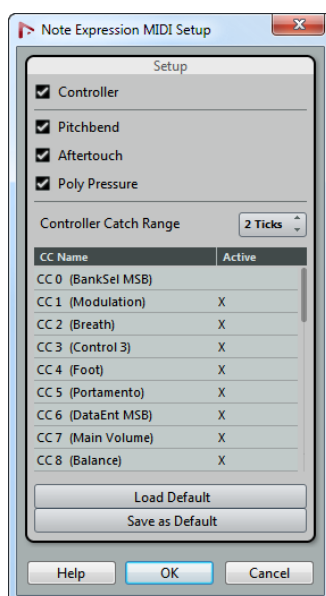 Note Expression MIDI Setup
Setup
Controller
Pitchbend
Aftertouch
Poly Pressure
Controller Catch Range 2 Ticks
CC Name Active
CC 0 (BankSel MSB)
CC 1 (Modulation) X
CC 2 (Breath) X
CC 3 (Control 3) X
CC 4 (Foot) X
CC 5 (Portamento) X
CC 6 (DataEnt MSB) X
CC 7 (Main Volume) X
CC 8 (Balance) X
Load Default
Save as Default
Help OK Cancel